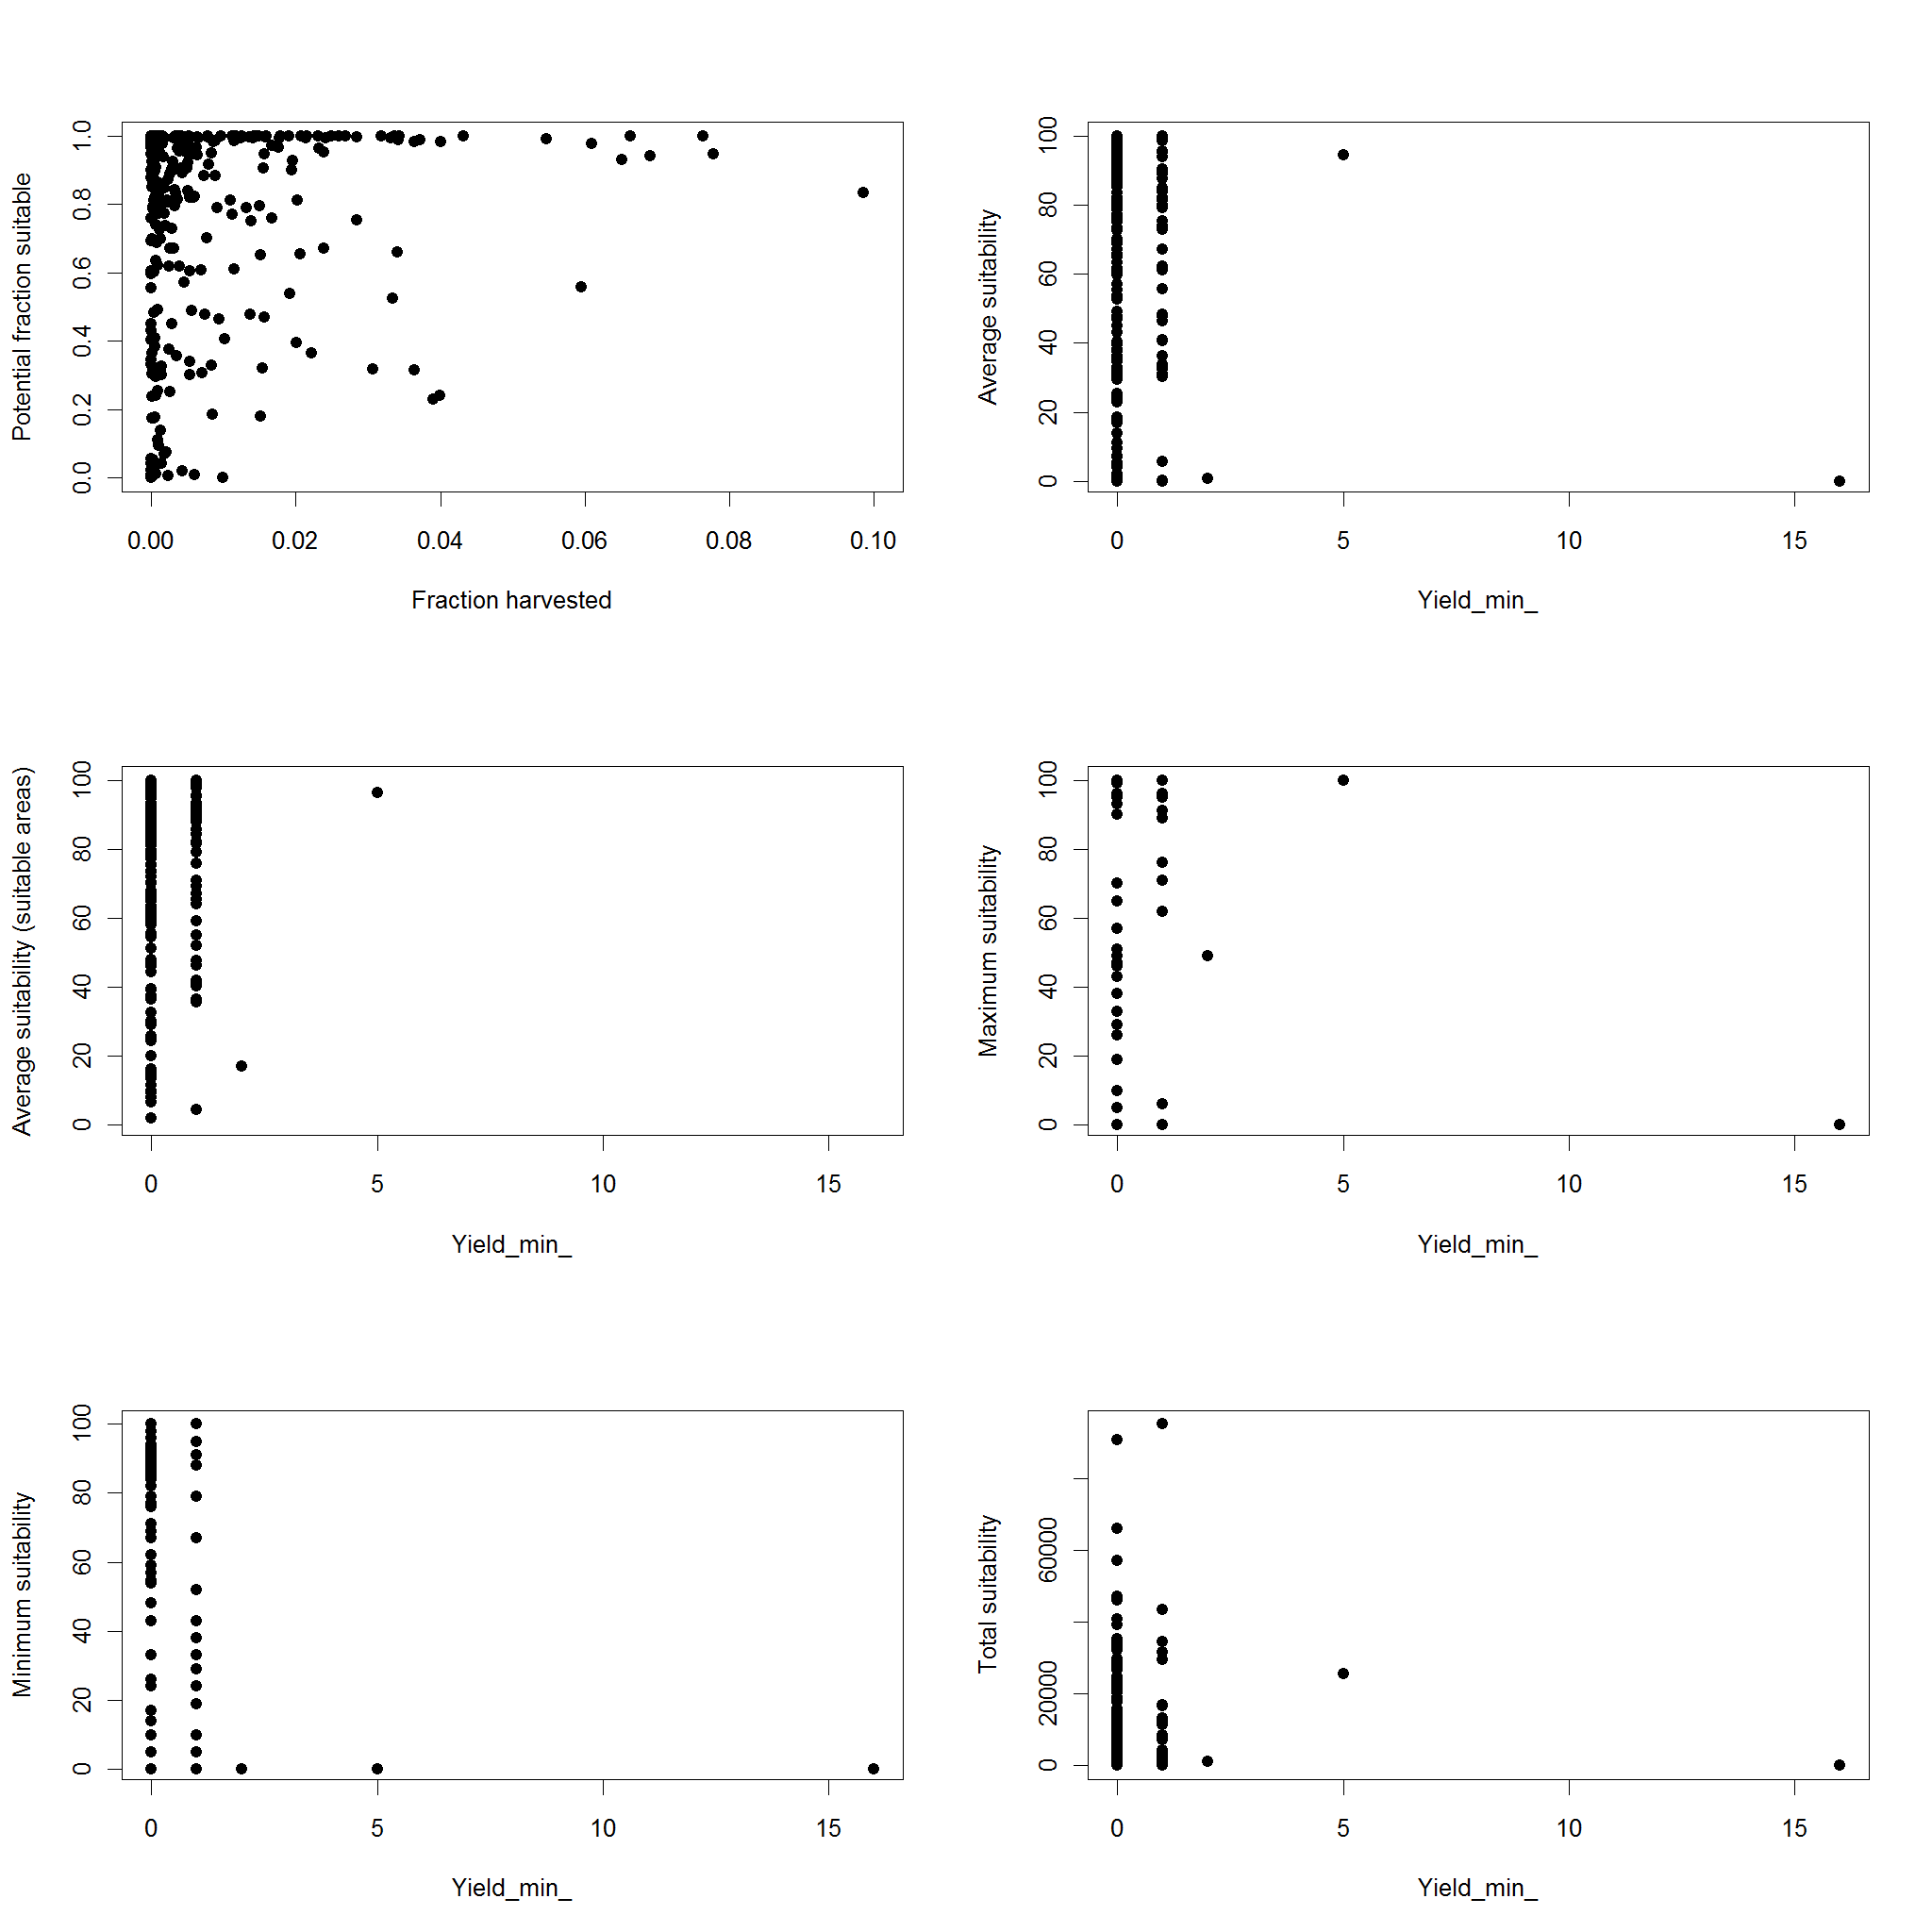 Potential fraction suitable
1.0
0.8
0.6
0.4
0.2
0.0
0.00 0.02 0.04 0.06 0.08 0.10
Fraction harvested
Average suitability
100
80
60
40
20
0
0 5 10 15
Yield_min_
Average suitability (suitable areas)
100
80
60
40
20
0
0 5 10 15
Yield_min_
Maximum suitability
100
80
60
40
20
0
0 5 10 15
Yield_min_
Minimum suitability
100
80
60
40
20
0
0 5 10 15
Yield_min_
Total suitability
60000
20000
0
0 5 10 15
Yield_min_